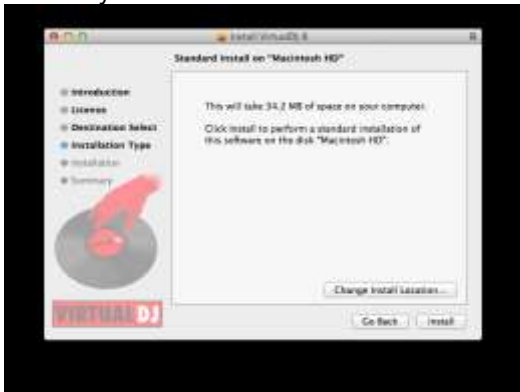 Install VirtualDJ 8
Standard Install on "Macintosh HD"
Introduction
License
Destination Select
Installation Type
Installation
Summary
This will take 34.2 MB of space on your computer.
Click Install to perform a standard installation of
this software on the disk "Macintosh HD".
Change Install Location...
VIRTUAL DJ
Go Back
Install